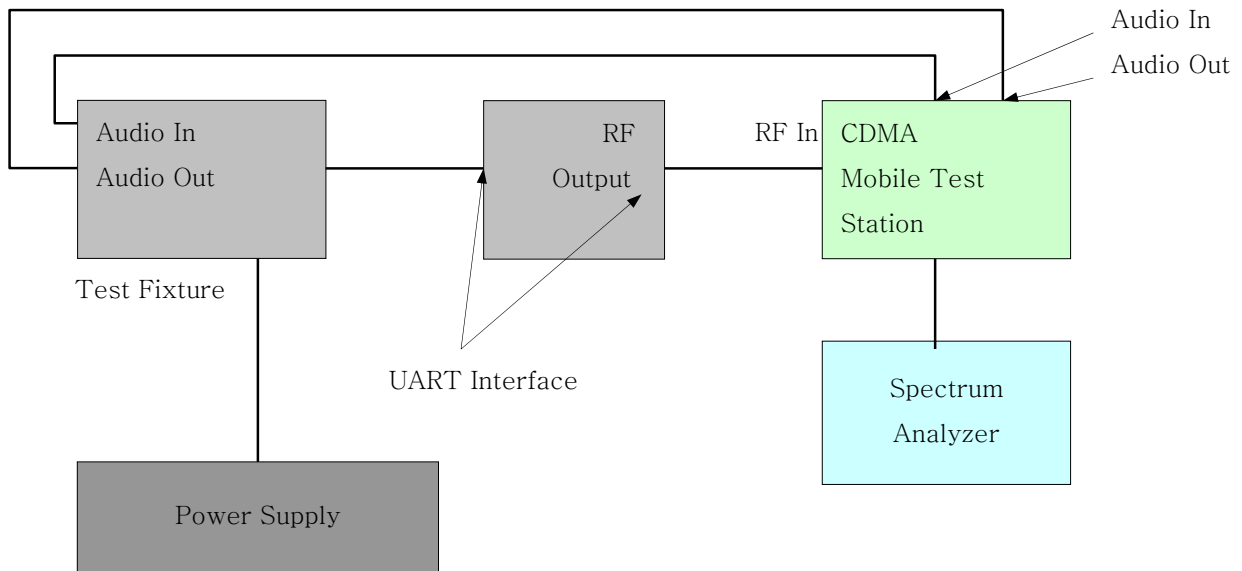 Audio In
Audio Out
Audio In
Audio Out
RF
Output
RF In
CDMA
Mobile Test
Station
Test Fixture
UART Interface
Spectrum
Analyzer
Power Supply